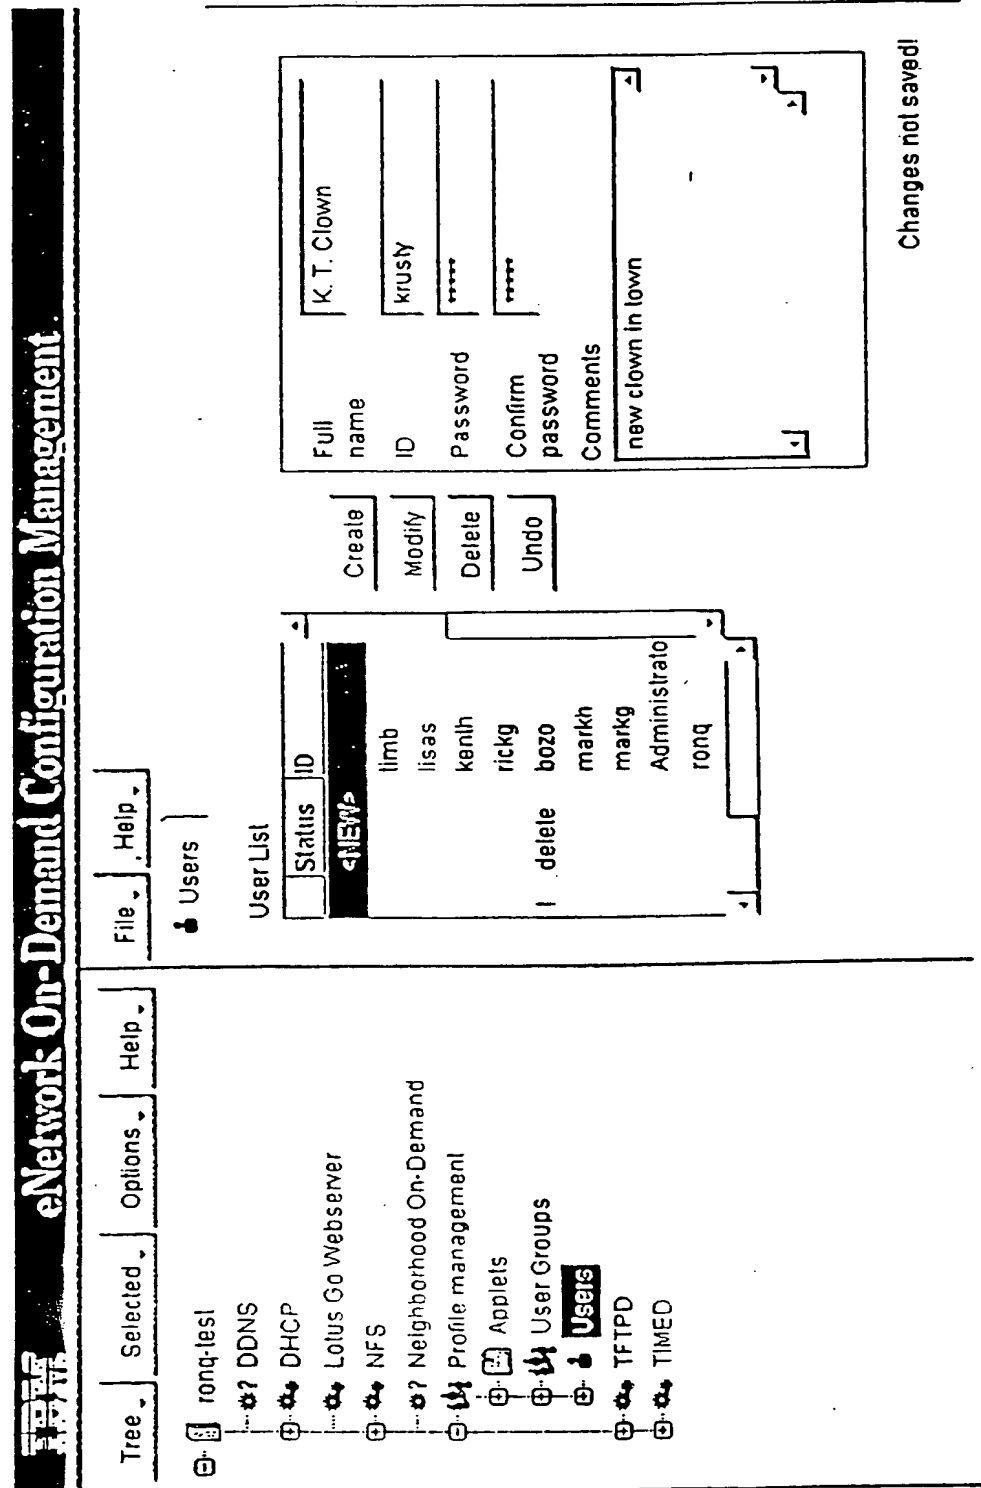 eNetwork On-Demand Configuration Management
Tree Selected Options Help
ronq-test
? DDNS
DHCP
Lotus Go Webserver
NFS
? Neighborhood On-Demand
Profile management
Applets
User Groups
Users
TFTPD
TIMED
File Help
Users
User List
Status ID
<NEW>
timb
lisas
kenth
rickg
delete bozo
markh
markg
Administrato
ronq
Create
Modify
Delete
Undo
Full name K. T. Clown
ID krusty
Password *****
Confirm password *****
Comments
new clown in town
Changes not saved!